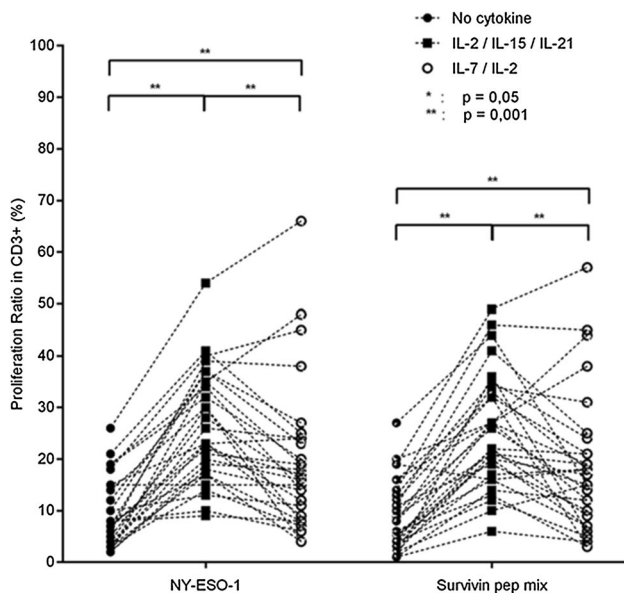 No cytokine
IL-2 / IL-15 / IL-21
IL-7 / IL-2
* : p = 0,05
** : p = 0,001
Proliferation Ratio in CD3+ (%)
100
90
80
70
60
50
40
30
20
10
0
**
** **
**
** **
NY-ESO-1 Survivin pep mix